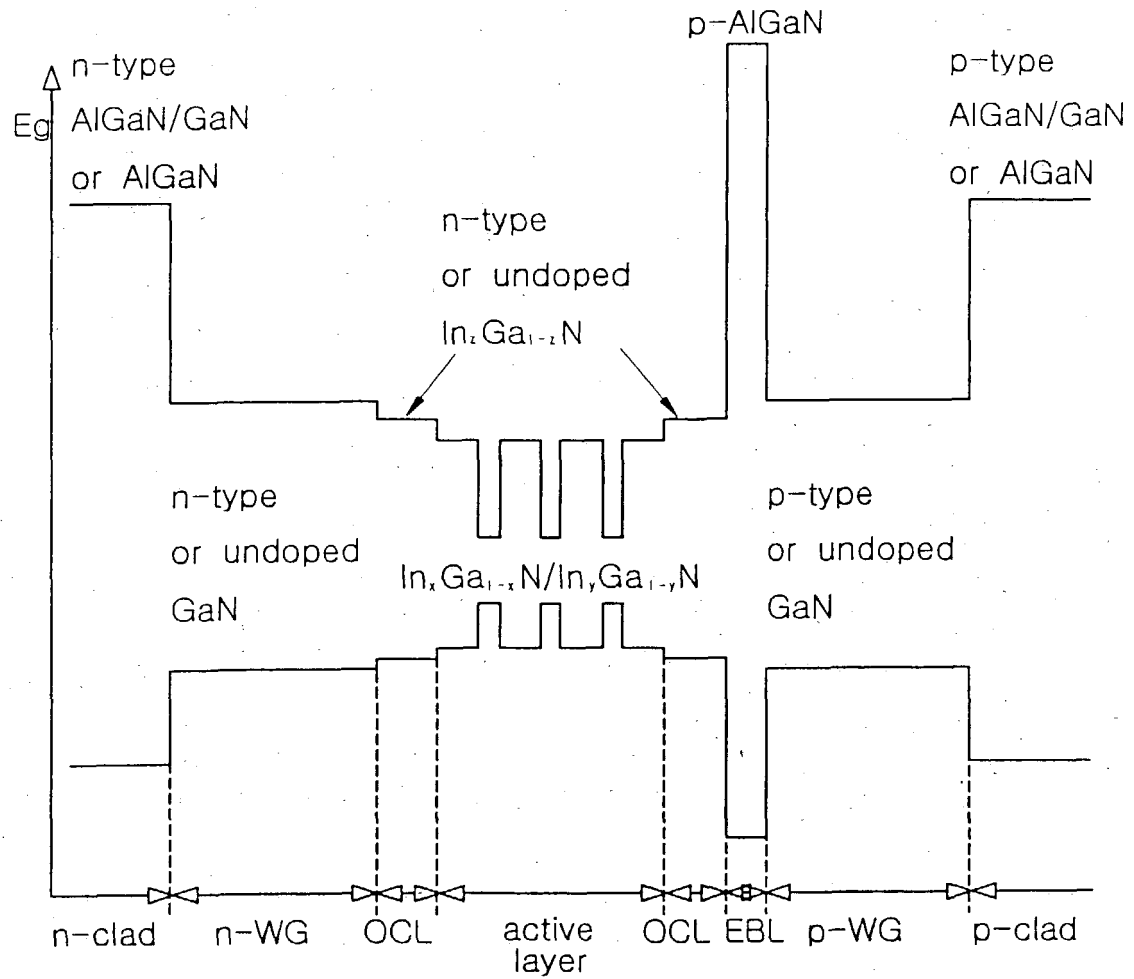 p-AlGaN
n-type
AlGaN/GaN
or AlGaN
Eg
p-type
AlGaN/GaN
or AlGaN
n-type
or undoped
InzGa1-zN
n-type
or undoped
GaN
InxGa1-xN/InyGa1-yN
p-type
or undoped
GaN
n-clad
n-WG
OCL
active
layer
OCL
EBL
p-WG
p-clad